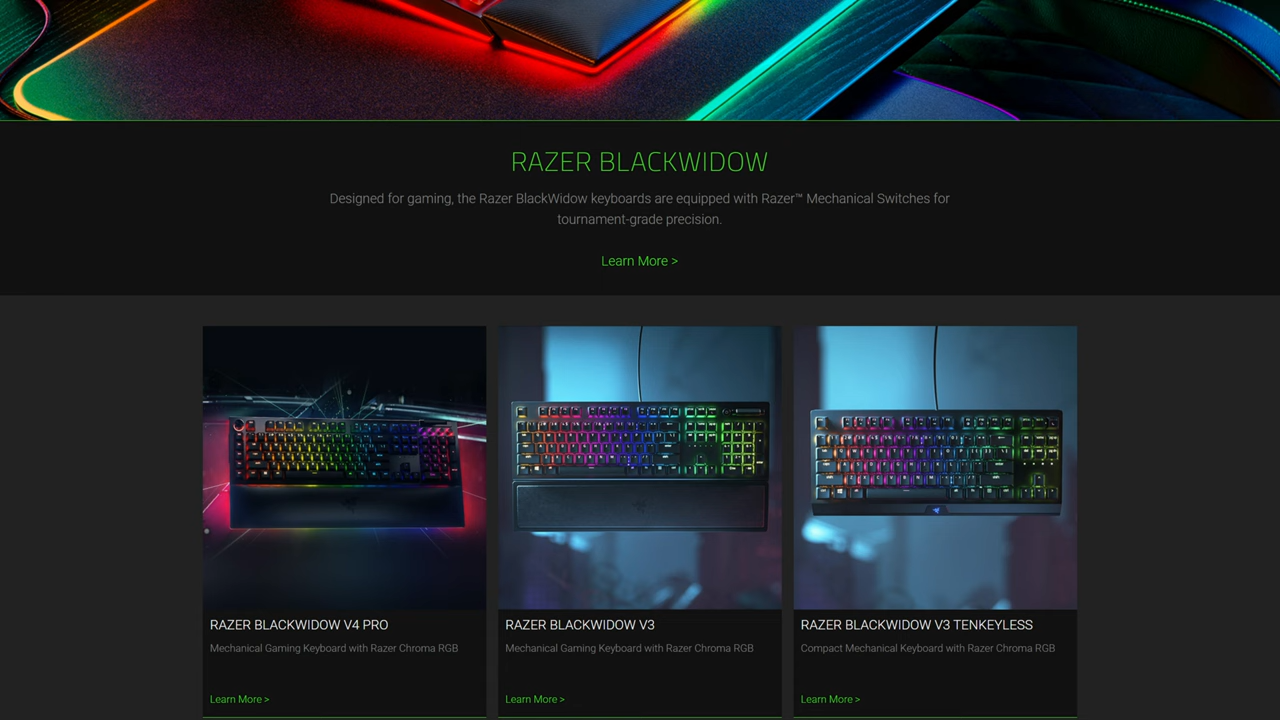 RAZER BLACKWIDOW
Designed for gaming, the Razer BlackWidow keyboards are equipped with Razer™ Mechanical Switches for
tournament-grade precision.
Learn More >
RAZER BLACKWIDOW V4 PRO
Mechanical Gaming Keyboard with Razer Chroma RGB
Learn More >
RAZER BLACKWIDOW V3
Mechanical Gaming Keyboard with Razer Chroma RGB
Learn More >
RAZER BLACKWIDOW V3 TENKEYLESS
Compact Mechanical Keyboard with Razer Chroma RGB
Learn More >